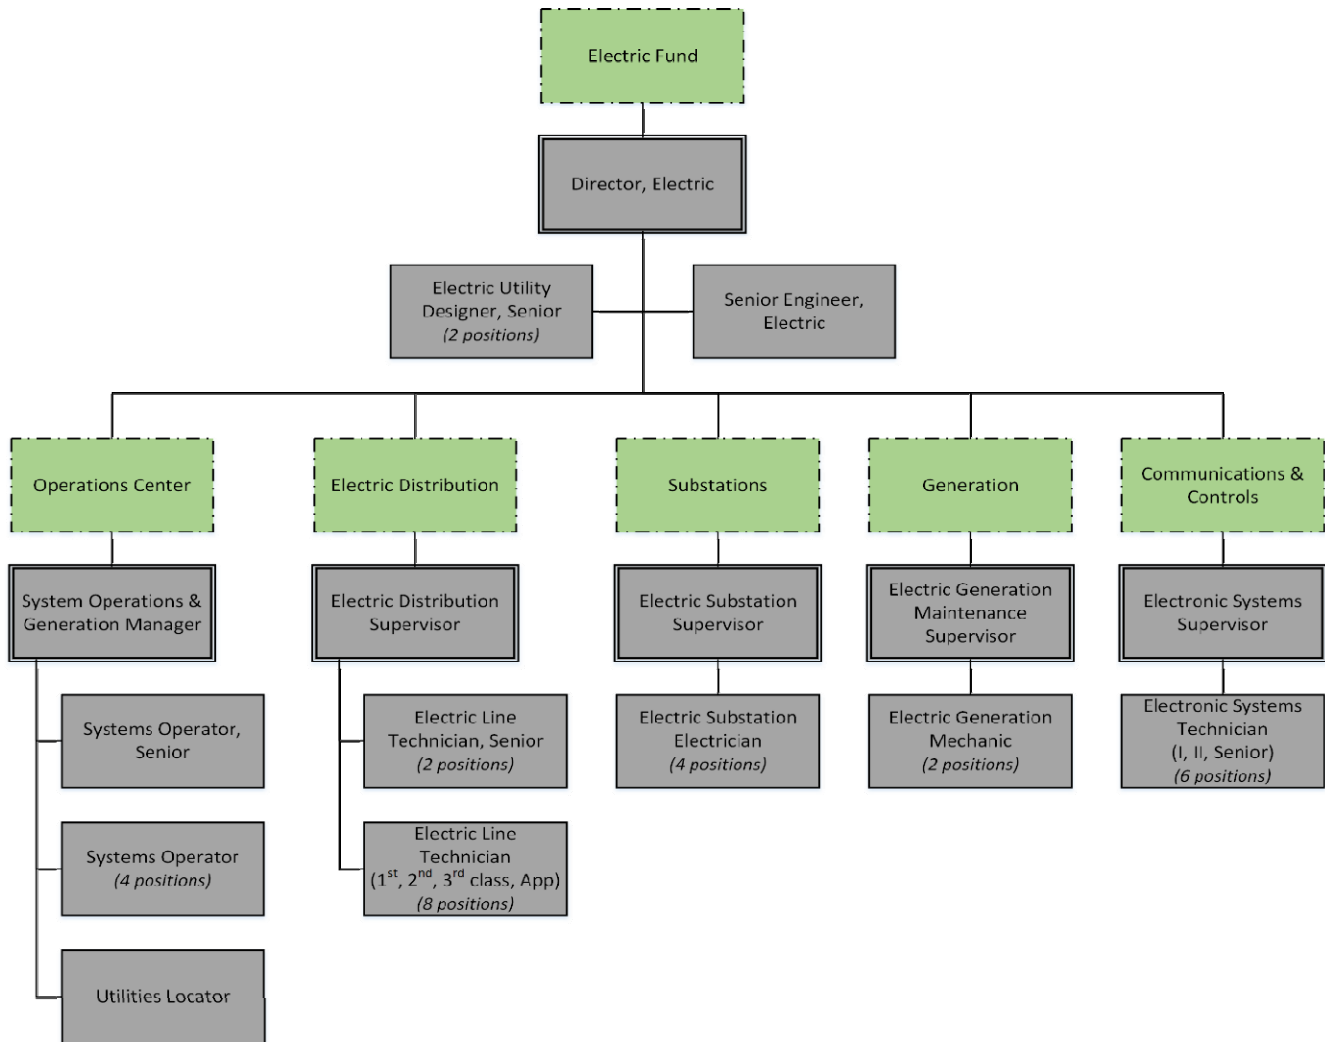 Electric Fund
Director, Electric
Electric Utility
Designer, Senior
(2 positions)
Senior Engineer,
Electric
Operations Center
Electric Distribution
Substations
Generation
Communications &
Controls
System Operations &
Generation Manager
Electric Distribution
Supervisor
Electric Substation
Supervisor
Electric Generation
Maintenance
Supervisor
Electronic Systems
Supervisor
Systems Operator,
Senior
Electric Line
Technician, Senior
(2 positions)
Electric Substation
Electrician
(4 positions)
Electric Generation
Mechanic
(2 positions)
Electronic Systems
Technician
(I, II, Senior)
(6 positions)
Systems Operator
(4 positions)
Electric Line
Technician
(1st, 2nd, 3rd class, App)
(8 positions)
Utilities Locator